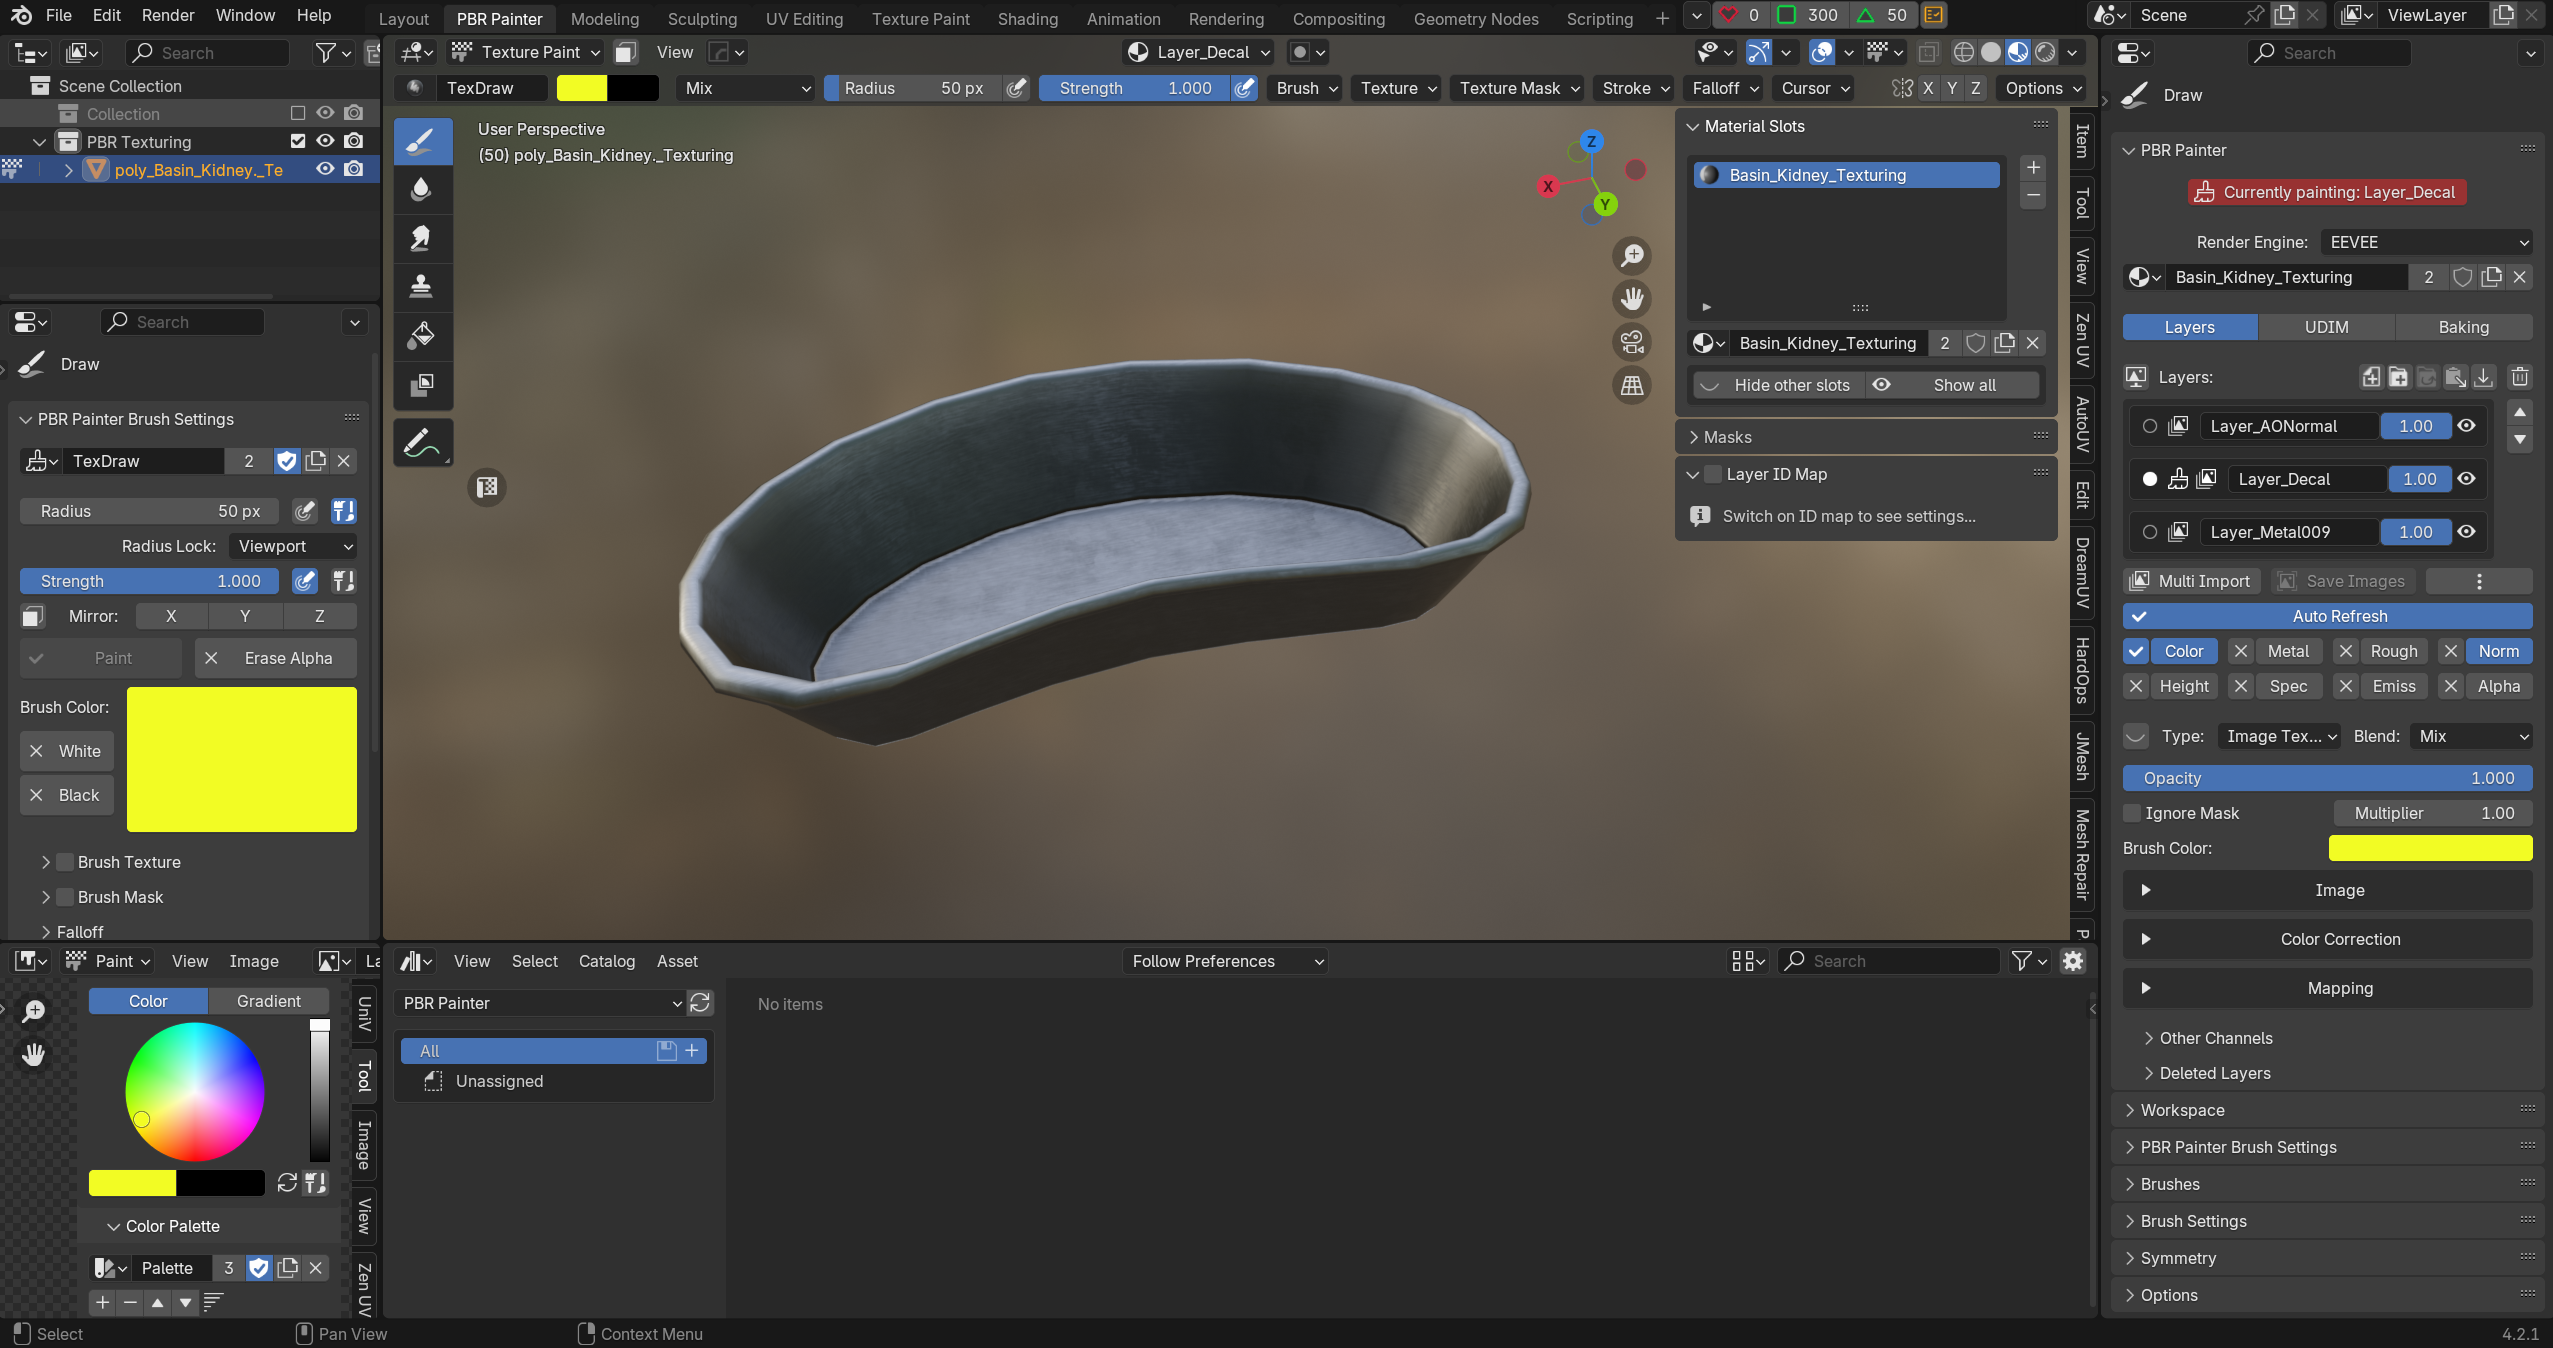 File Edit Render Window Help Layout PBR Painter Modeling Sculpting UV Editing Texture Paint Shading Animation Rendering Compositing Geometry Nodes Scripting 0 300 50 Scene ViewLayer
Search
Scene Collection
Collection
PBR Texturing
poly_Basin_Kidney._Te
Search
Draw
PBR Painter Brush Settings
TexDraw 2
Radius 50 px
Radius Lock: Viewport
Strength 1.000
Mirror: X Y Z
Paint Erase Alpha
Brush Color:
White
Black
Brush Texture
Brush Mask
Falloff
Paint View Image La
Color Gradient
Color Palette
Palette 3
UniV
Tool
Image
View
Zen UV
Texture Paint View Layer_Decal
TexDraw Mix Radius 50 px Strength 1.000 Brush Texture Texture Mask Stroke Falloff Cursor X Y Z Options
User Perspective
(50) poly_Basin_Kidney._Texturing
Z
X
Y
Material Slots
Basin_Kidney_Texturing
Basin_Kidney_Texturing 2
Hide other slots Show all
Masks
Layer ID Map
Switch on ID map to see settings...
Item
Tool
View
Zen UV
AutoUV
Edit
DreamUV
HardOps
JMesh
Mesh Repair
P
View Select Catalog Asset Follow Preferences Search
PBR Painter
All
Unassigned
No items
Search
Draw
PBR Painter
Currently painting: Layer_Decal
Render Engine: EEVEE
Basin_Kidney_Texturing 2
Layers UDIM Baking
Layers:
Layer_AONormal 1.00
Layer_Decal 1.00
Layer_Metal009 1.00
Multi Import Save Images
Auto Refresh
Color Metal Rough Norm
Height Spec Emiss Alpha
Type: Image Tex... Blend: Mix
Opacity 1.000
Ignore Mask Multiplier 1.00
Brush Color:
Image
Color Correction
Mapping
Other Channels
Deleted Layers
Workspace
PBR Painter Brush Settings
Brushes
Brush Settings
Symmetry
Options
Select Pan View Context Menu 4.2.1